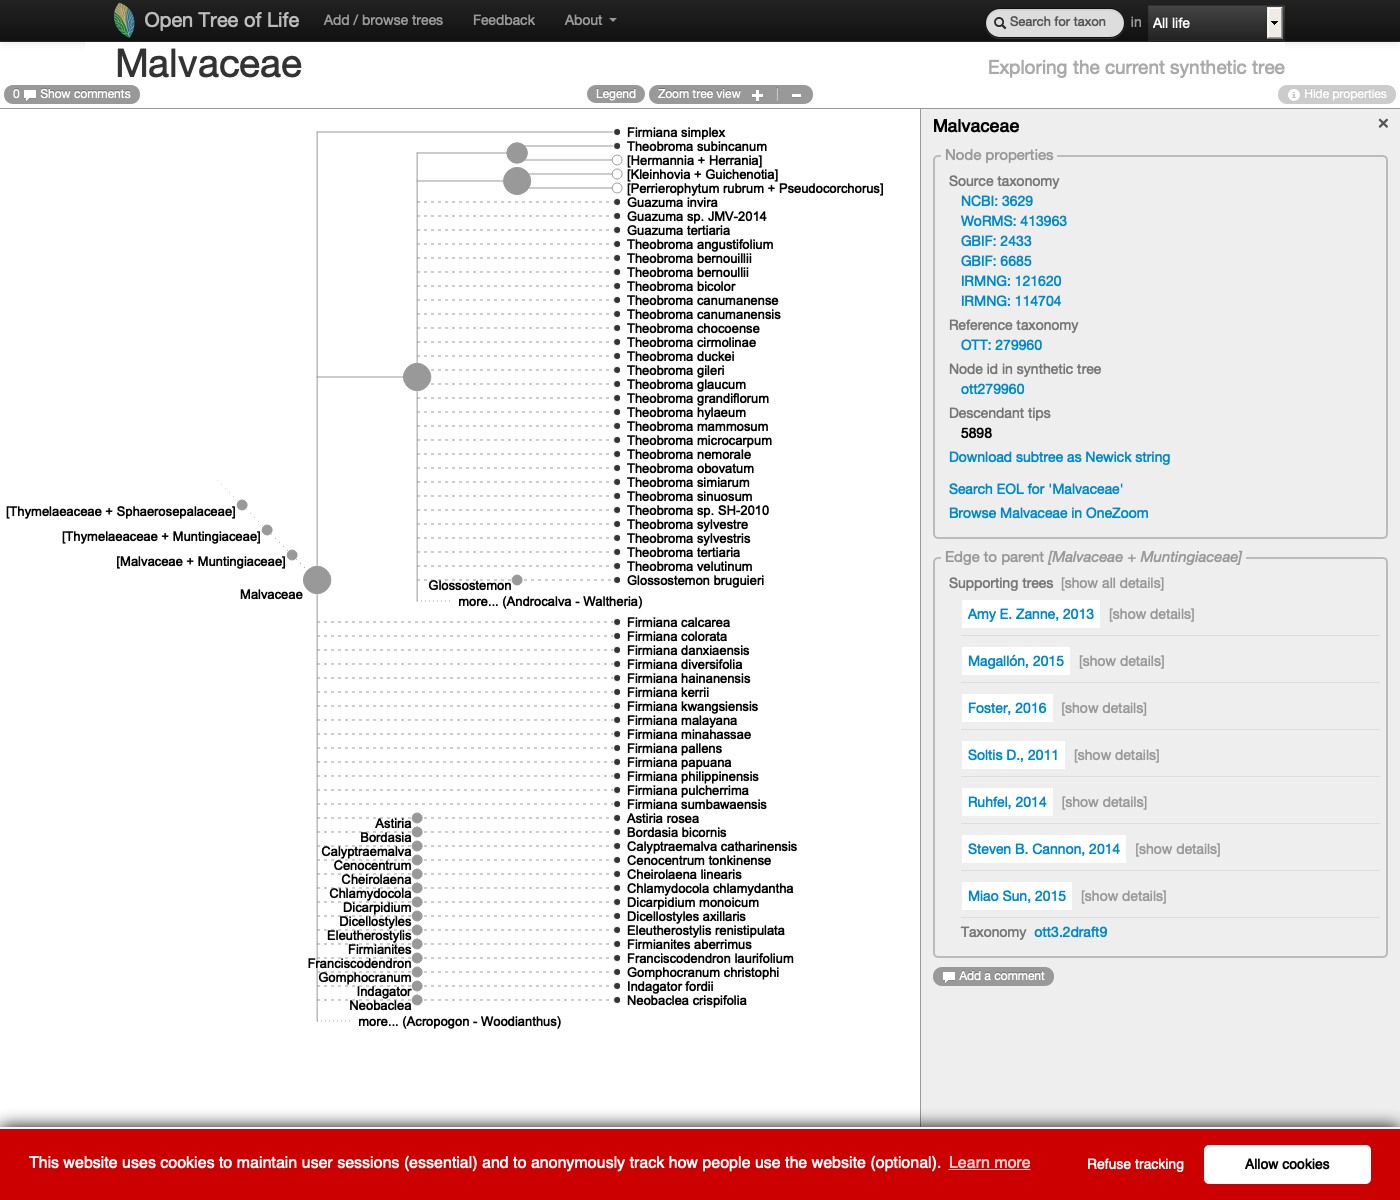 Open Tree of Life Add / browse trees Feedback About Search for taxon in All life
Malvaceae
Exploring the current synthetic tree
0 Show comments Legend Zoom tree view Hide properties
Firmiana simplex
Theobroma subincanum
[Hermannia + Herrania]
[Kleinhovia + Guichenotia]
[Perrierophytum rubrum + Pseudocorchorus]
Guazuma invira
Guazuma sp. JMV-2014
Guazuma tertiaria
Theobroma angustifolium
Theobroma bernouillii
Theobroma bernoullii
Theobroma bicolor
Theobroma canumanense
Theobroma canumanensis
Theobroma chocoense
Theobroma cirmolinae
Theobroma duckei
Theobroma gileri
Theobroma glaucum
Theobroma grandiflorum
Theobroma hylaeum
Theobroma mammosum
Theobroma microcarpum
Theobroma nemorale
Theobroma obovatum
Theobroma simiarum
Theobroma sinuosum
Theobroma sp. SH-2010
Theobroma sylvestre
Theobroma sylvestris
Theobroma tertiaria
Theobroma velutinum
Glossostemon Glossostemon bruguieri
more... (Androcalva - Waltheria)
[Thymelaeaceae + Sphaerosepalaceae]
[Thymelaeaceae + Muntingiaceae]
[Malvaceae + Muntingiaceae]
Malvaceae
Firmiana calcarea
Firmiana colorata
Firmiana danxiaensis
Firmiana diversifolia
Firmiana hainanensis
Firmiana kerrii
Firmiana kwangsiensis
Firmiana malayana
Firmiana minahassae
Firmiana pallens
Firmiana papuana
Firmiana philippinensis
Firmiana pulcherrima
Firmiana sumbawaensis
Astiria Astiria rosea
Bordasia Bordasia bicornis
Calyptraemalva Calyptraemalva catharinensis
Cenocentrum Cenocentrum tonkinense
Cheirolaena Cheirolaena linearis
Chlamydocola Chlamydocola chlamydantha
Dicarpidium Dicarpidium monoicum
Dicellostyles Dicellostyles axillaris
Eleutherostylis Eleutherostylis renistipulata
Firmianites Firmianites aberrimus
Franciscodendron Franciscodendron laurifolium
Gomphocranum Gomphocranum christophi
Indagator Indagator fordii
Neobaclea Neobaclea crispifolia
more... (Acropogon - Woodianthus)
Malvaceae
Node properties
Source taxonomy
NCBI: 3629
WoRMS: 413963
GBIF: 2433
GBIF: 6685
IRMNG: 121620
IRMNG: 114704
Reference taxonomy
OTT: 279960
Node id in synthetic tree
ott279960
Descendant tips
5898
Download subtree as Newick string
Search EOL for 'Malvaceae'
Browse Malvaceae in OneZoom
Edge to parent [Malvaceae + Muntingiaceae]
Supporting trees [show all details]
Amy E. Zanne, 2013 [show details]
Magallón, 2015 [show details]
Foster, 2016 [show details]
Soltis D., 2011 [show details]
Ruhfel, 2014 [show details]
Steven B. Cannon, 2014 [show details]
Miao Sun, 2015 [show details]
Taxonomy ott3.2draft9
Add a comment
This website uses cookies to maintain user sessions (essential) and to anonymously track how people use the website (optional). Learn more Refuse tracking Allow cookies